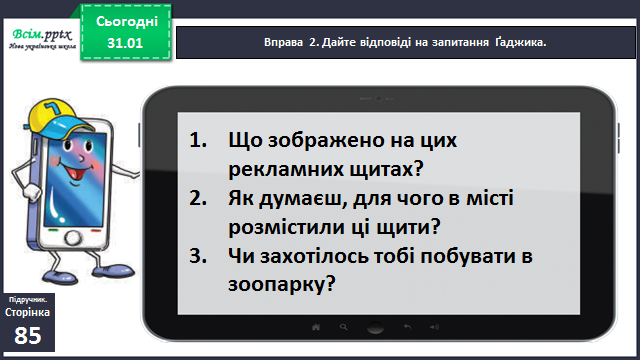 Всім.pptx
Нова українська школа
Сьогодні
31.01
Вправа 2. Дайте відповіді на запитання Ґаджика.
1. Що зображено на цих
рекламних щитах?
2. Як думаєш, для чого в місті
розмістили ці щити?
3. Чи захотілось тобі побувати в
зоопарку?
Підручник.
Сторінка
85